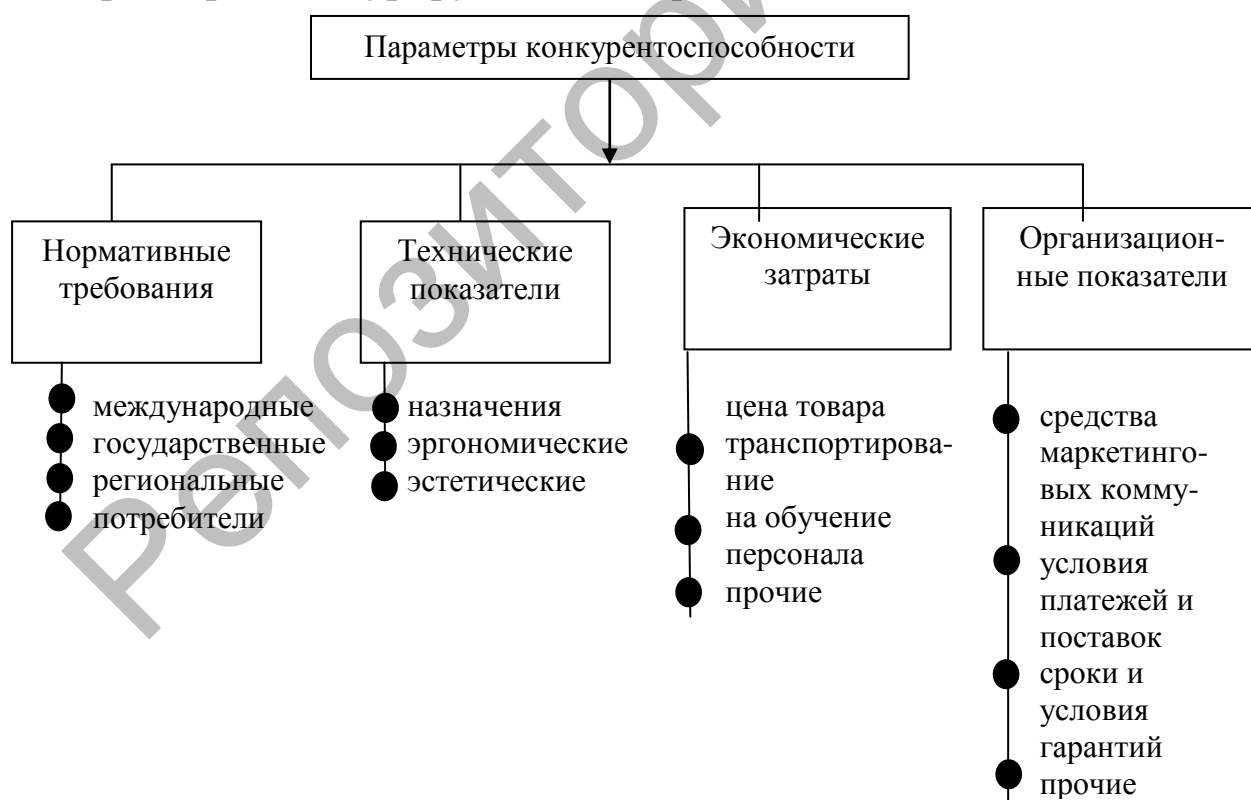 Параметры конкурентоспособности
Нормативные
требования
Технические
показатели
Экономические
затраты
Организацион-
ные показатели
международные
государственные
региональные
потребители
назначения
эргономические
эстетические
цена товара
транспортирова-
ние
на обучение
персонала
прочие
средства
маркетинго-
вых комму-
никаций
условия
платежей и
поставок
сроки и
условия
гарантий
прочие